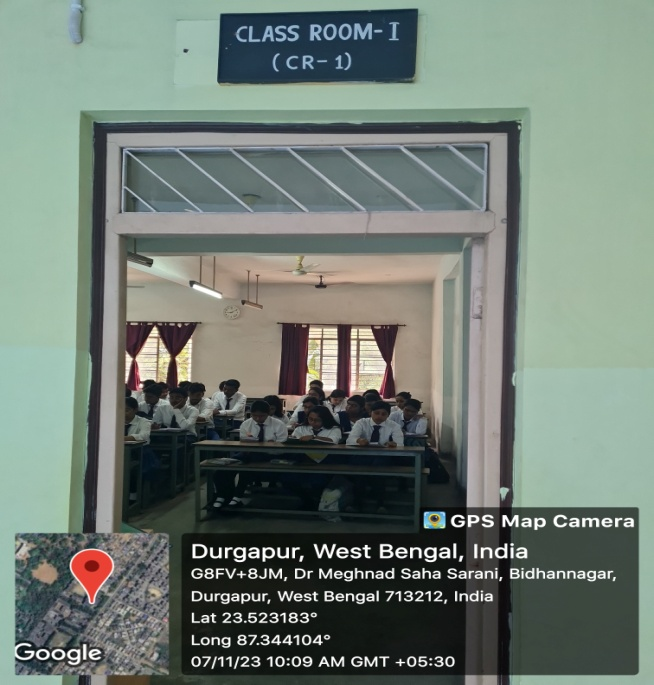 CLASS ROOM-I
(CR-1)
GPS Map Camera
Durgapur, West Bengal, India
G8FV+8JM, Dr Meghnad Saha Sarani, Bidhannagar,
Durgapur, West Bengal 713212, India
Lat 23.523183°
Long 87.344104°
07/11/23 10:09 AM GMT +05:30
Google